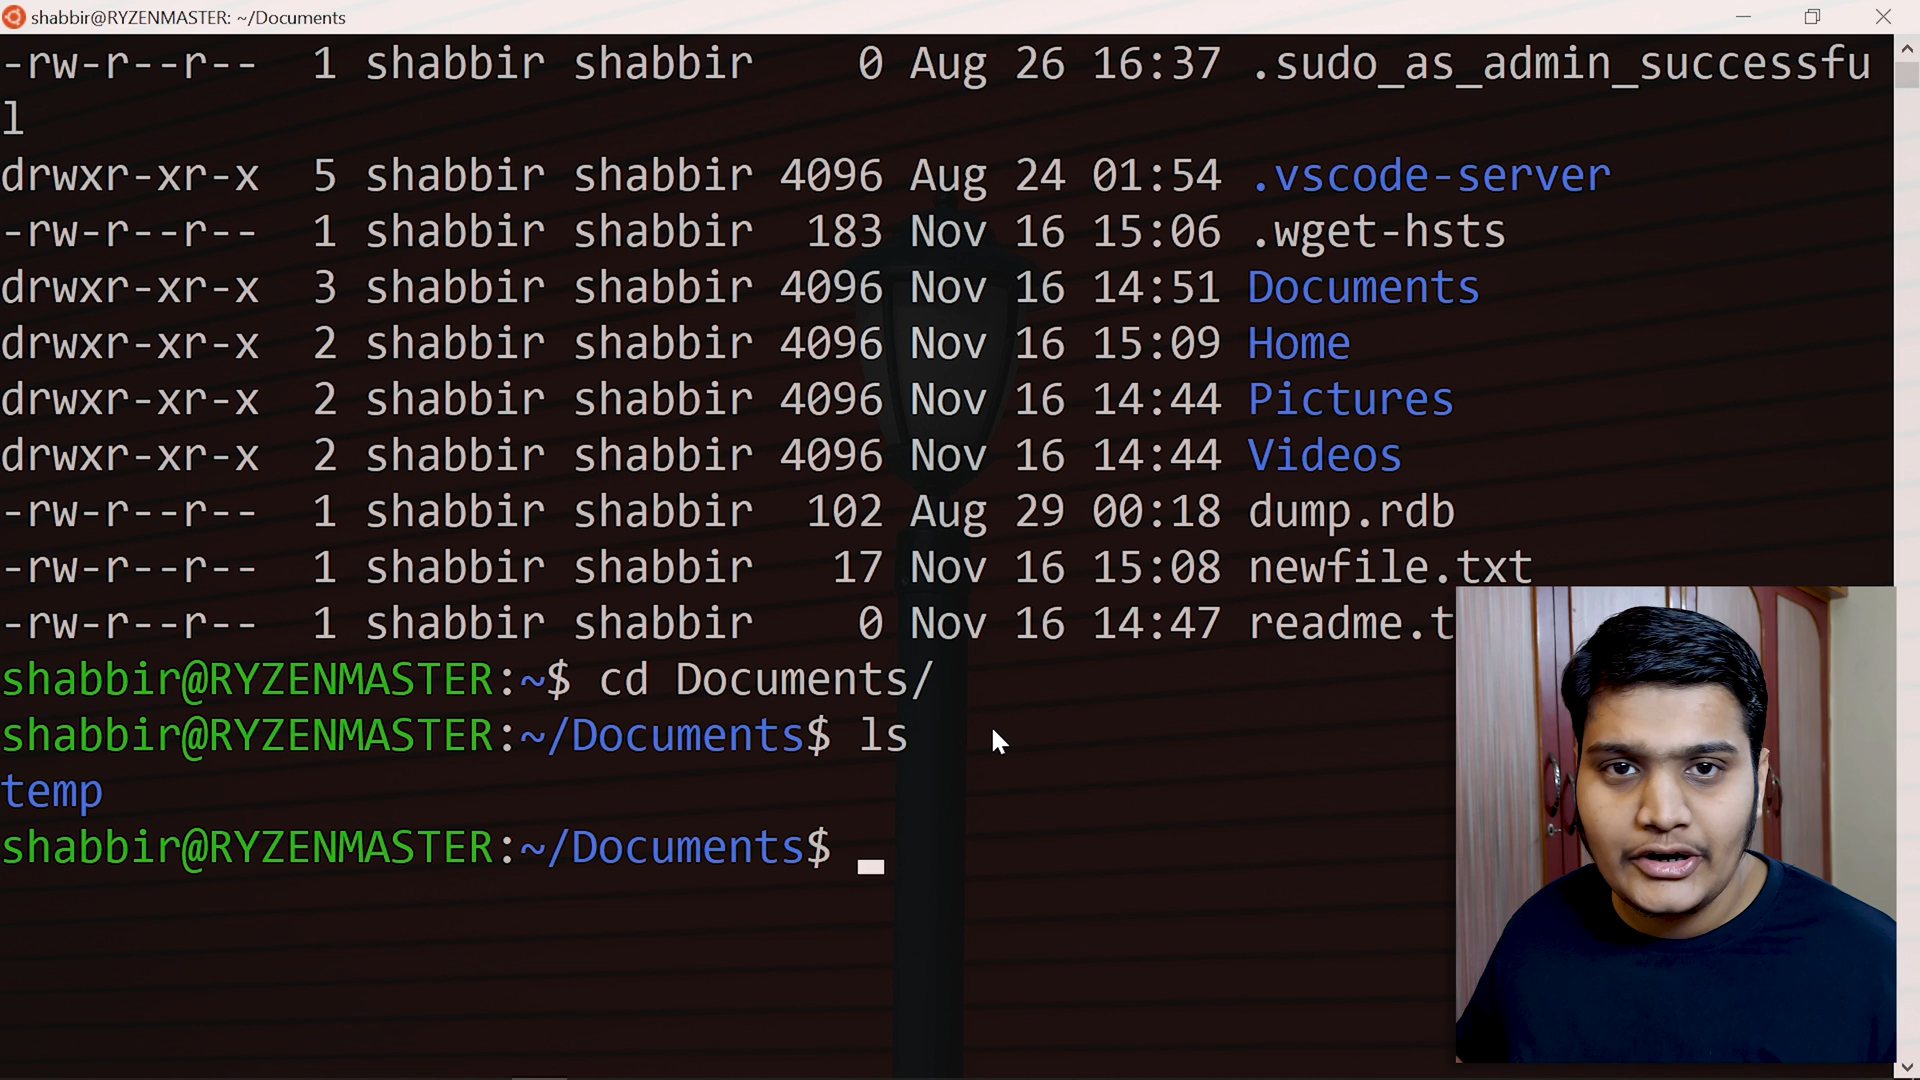 shabbir@RYZENMASTER: ~/Documents
-rw-r--r-- 1 shabbir shabbir 0 Aug 26 16:37 .sudo_as_admin_successfu
l
drwxr-xr-x 5 shabbir shabbir 4096 Aug 24 01:54 .vscode-server
-rw-r--r-- 1 shabbir shabbir 183 Nov 16 15:06 .wget-hsts
drwxr-xr-x 3 shabbir shabbir 4096 Nov 16 14:51 Documents
drwxr-xr-x 2 shabbir shabbir 4096 Nov 16 15:09 Home
drwxr-xr-x 2 shabbir shabbir 4096 Nov 16 14:44 Pictures
drwxr-xr-x 2 shabbir shabbir 4096 Nov 16 14:44 Videos
-rw-r--r-- 1 shabbir shabbir 102 Aug 29 00:18 dump.rdb
-rw-r--r-- 1 shabbir shabbir 17 Nov 16 15:08 newfile.txt
-rw-r--r-- 1 shabbir shabbir 0 Nov 16 14:47 readme.t
shabbir@RYZENMASTER:~$ cd Documents/
shabbir@RYZENMASTER:~/Documents$ ls
temp
shabbir@RYZENMASTER:~/Documents$